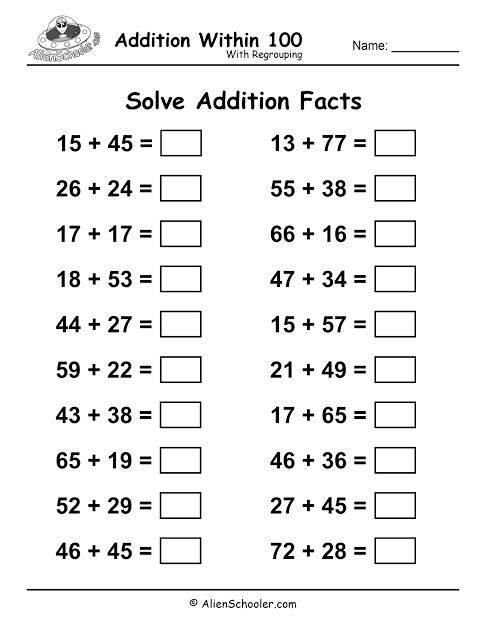 AlienSchooler.com
Addition Within 100
With Regrouping
Name: __________
Solve Addition Facts
15 + 45 =
13 + 77 =
26 + 24 =
55 + 38 =
17 + 17 =
66 + 16 =
18 + 53 =
47 + 34 =
44 + 27 =
15 + 57 =
59 + 22 =
21 + 49 =
43 + 38 =
17 + 65 =
65 + 19 =
46 + 36 =
52 + 29 =
27 + 45 =
46 + 45 =
72 + 28 =
© AlienSchooler.com